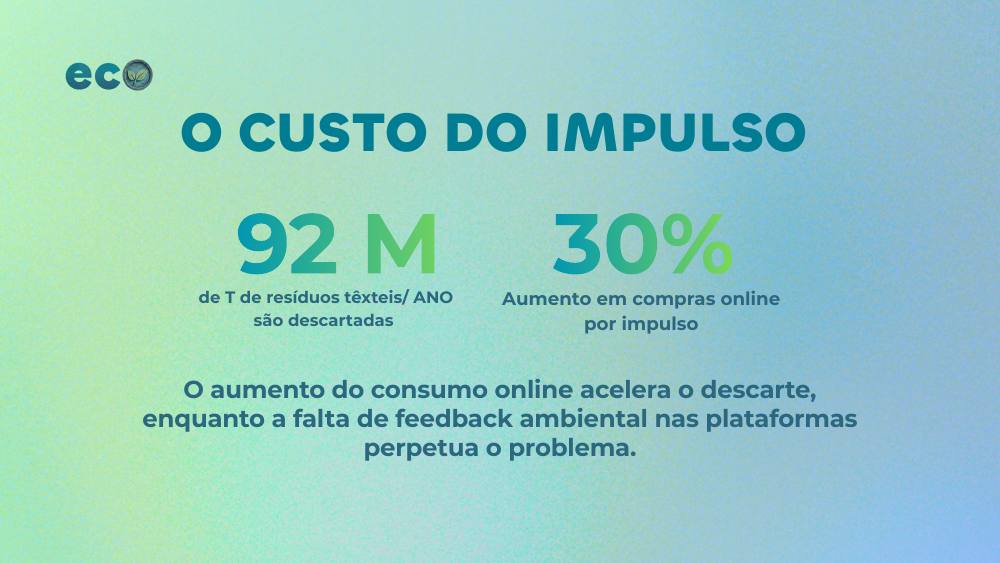 eco
O CUSTO DO IMPULSO
92 M
de T de resíduos têxteis/ ANO
são descartadas
30%
Aumento em compras online
por impulso
O aumento do consumo online acelera o descarte,
enquanto a falta de feedback ambiental nas plataformas
perpetua o problema.